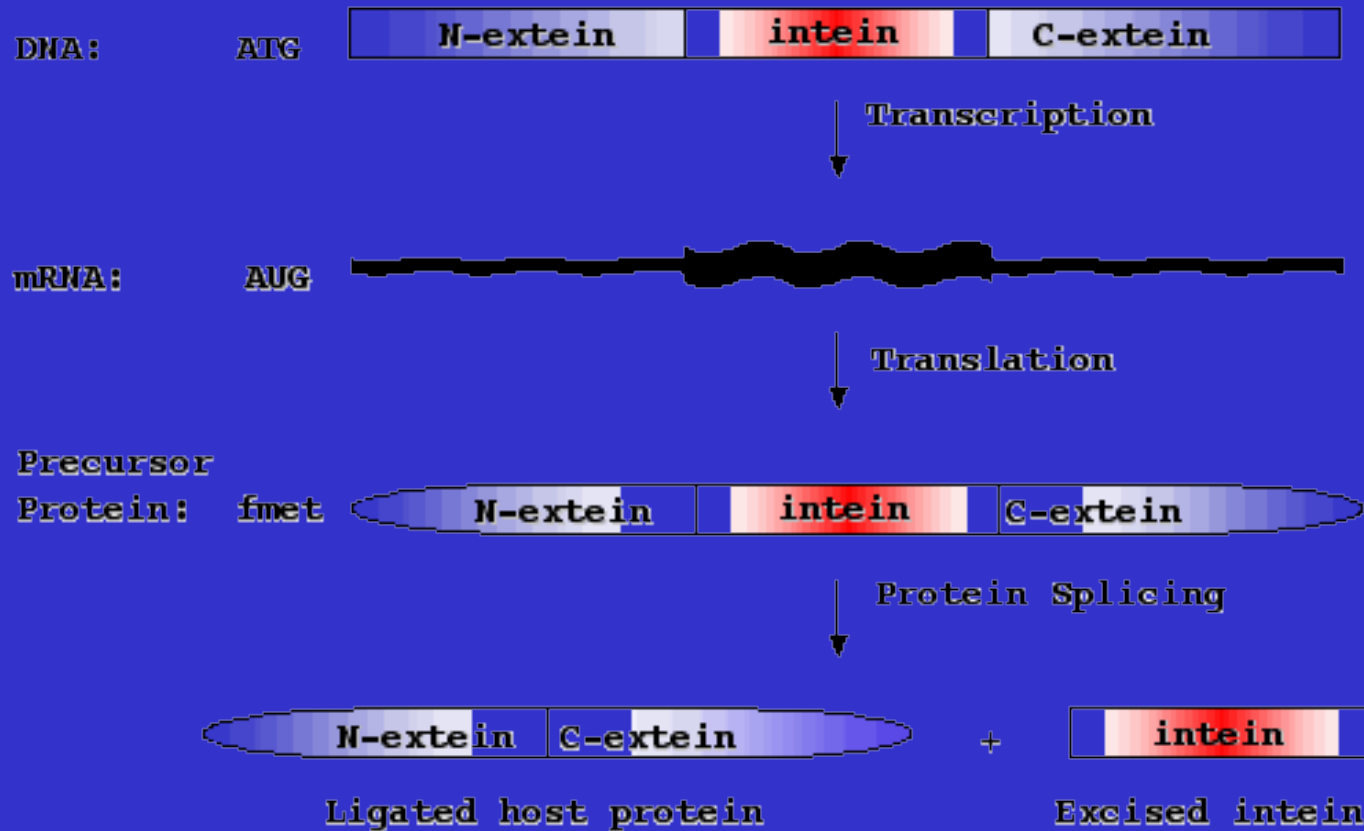 DNA: ATG N-extein intein C-extein
Transcription
mRNA: AUG
Translation
Precursor
Protein: fmet N-extein intein C-extein
Protein Splicing
N-extein C-extein + intein
Ligated host protein Excised intein